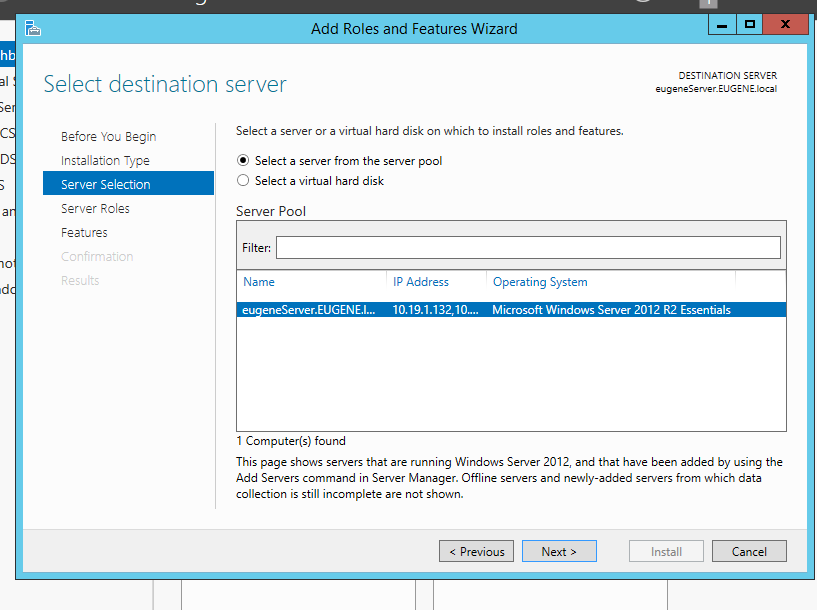 Add Roles and Features Wizard
Select destination server
DESTINATION SERVER
eugeneServer.EUGENE.local
Before You Begin
Installation Type
Server Selection
Server Roles
Features
Confirmation
Results
Select a server or a virtual hard disk on which to install roles and features.
Select a server from the server pool
Select a virtual hard disk
Server Pool
Filter:
Name IP Address Operating System
eugeneServer.EUGENE.l... 10.19.1.132,10.... Microsoft Windows Server 2012 R2 Essentials
1 Computer(s) found
This page shows servers that are running Windows Server 2012, and that have been added by using the
Add Servers command in Server Manager. Offline servers and newly-added servers from which data
collection is still incomplete are not shown.
< Previous Next > Install Cancel